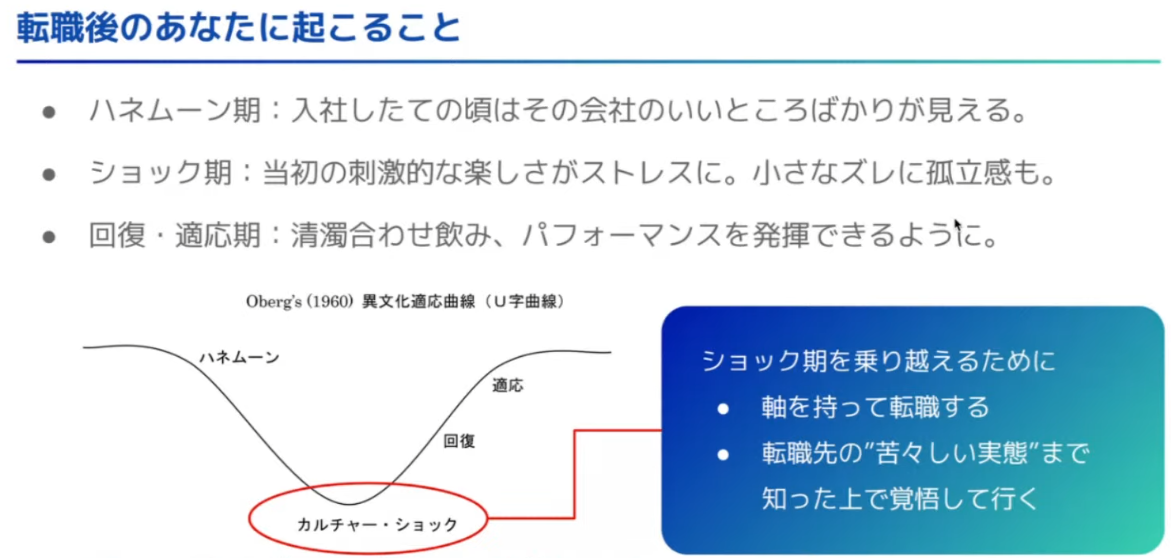 転職後のあなたに起こること
● ハネムーン期：入社したての頃はその会社のいいところばかりが見える。
● ショック期：当初の刺激的な楽しさがストレスに。小さなズレに孤立感も。
● 回復・適応期：清濁合わせ飲み、パフォーマンスを発揮できるように。
Oberg's (1960) 異文化適応曲線（U字曲線）
ハネムーン
適応
回復
カルチャー・ショック
ショック期を乗り越えるために
● 軸を持って転職する
● 転職先の”苦々しい実態”まで
知った上で覚悟して行く